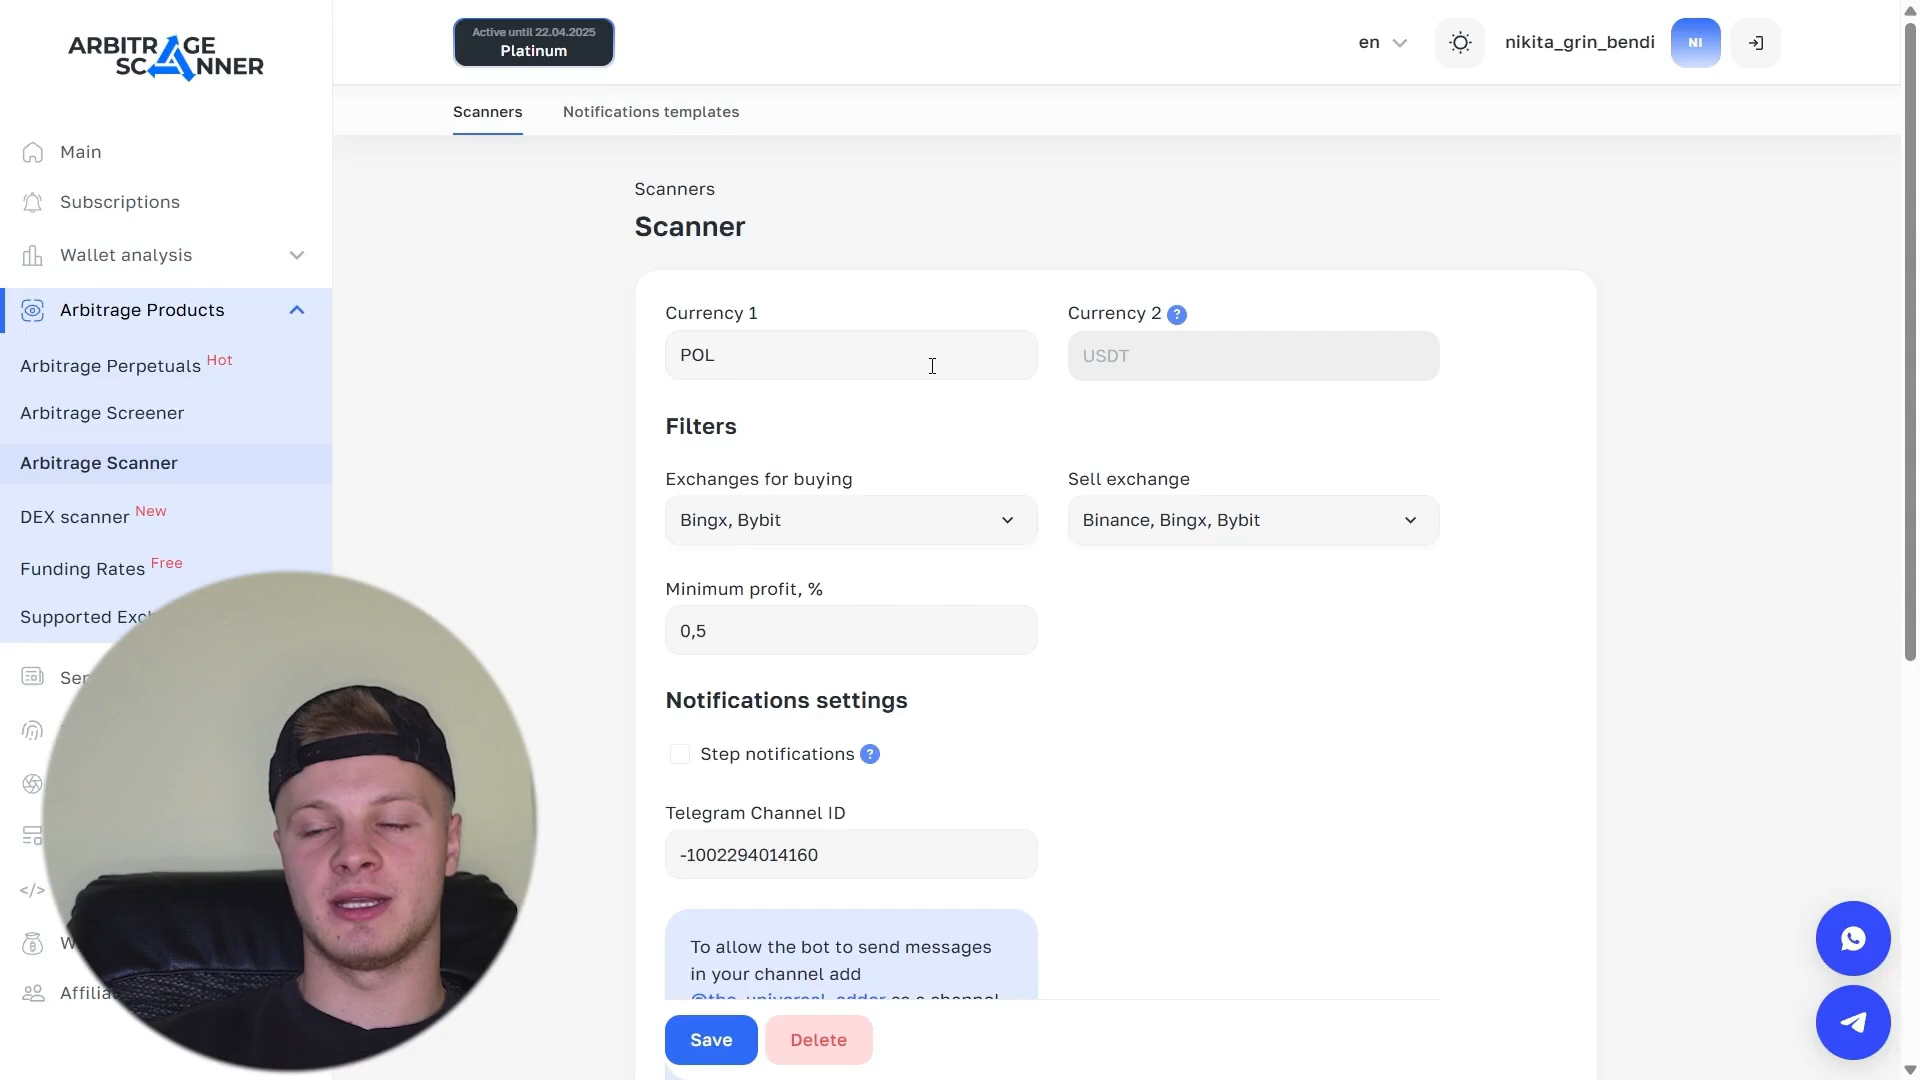 ARBITRAGE
SCANNER
Active until 22.04.2025
Platinum
en
nikita_grin_bendi
NI
Scanners
Notifications templates
Main
Subscriptions
Wallet analysis
Arbitrage Products
Arbitrage Perpetuals Hot
Arbitrage Screener
Arbitrage Scanner
DEX scanner New
Funding Rates Free
Supported
Scanners
Scanner
Currency 1
Currency 2 ?
POL
USDT
Filters
Exchanges for buying
Sell exchange
Bingx, Bybit
Binance, Bingx, Bybit
Minimum profit, %
0,5
Notifications settings
Step notifications ?
Telegram Channel ID
-1002294014160
To allow the bot to send messages
in your channel add
@the_universal_adder as a channel
Save
Delete